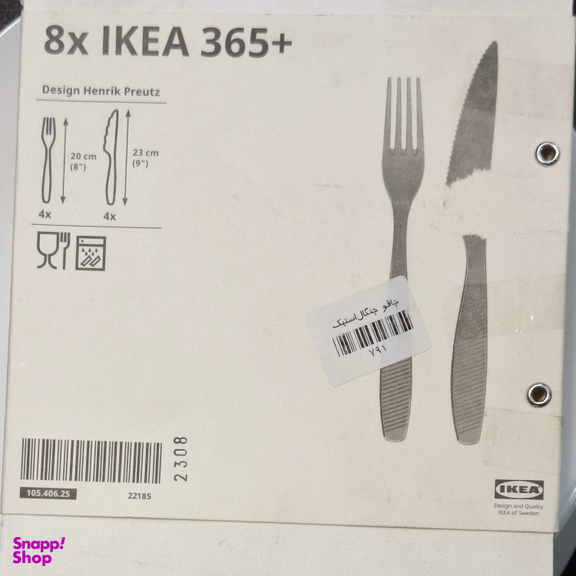 8x IKEA 365+
Design Henrik Preutz
20 cm
(8")
23 cm
(9")
4x
4x
چاقو چنگال استیک
۷۹۱
2308
105.406.25
22185
IKEA
Design and Quality
IKEA of Sweden
Snapp!
Shop